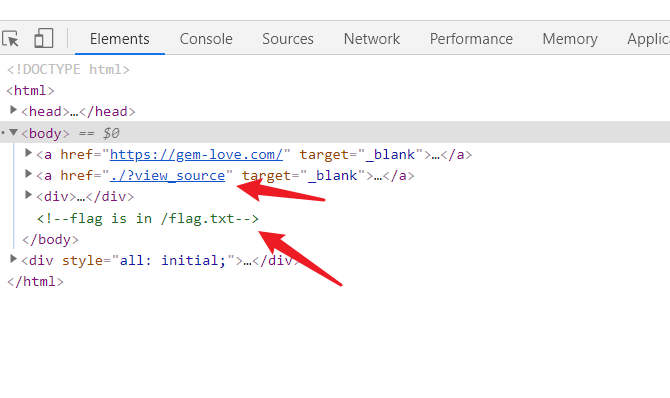 Elements Console Sources Network Performance Memory Applic
<!DOCTYPE html>
<html>
<head>…</head>
<body> == $0
<a href="https://gem-love.com/" target="_blank">…</a>
<a href="./?view_source" target="_blank">…</a>
<div>…</div>
<!--flag is in /flag.txt-->
</body>
<div style="all: initial;">…</div>
</html>